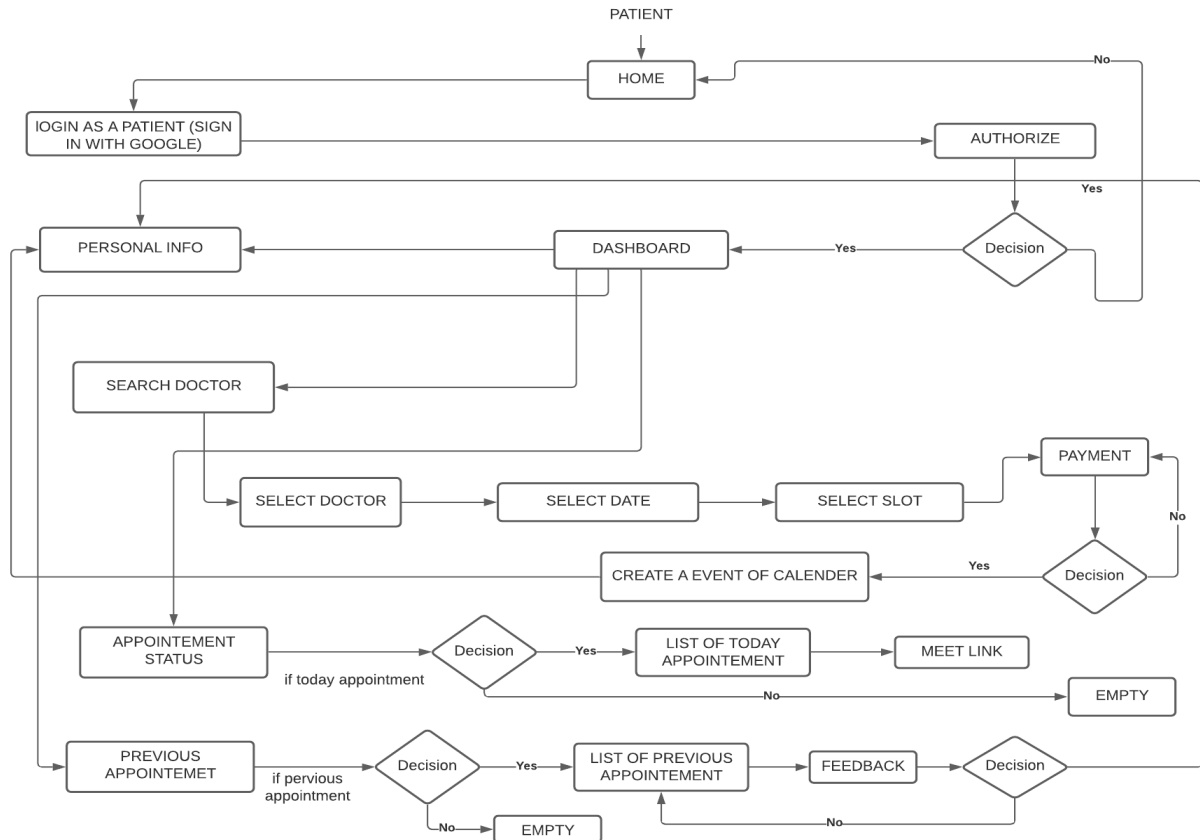 PATIENT
No
HOME
lOGIN AS A PATIENT (SIGN
IN WITH GOOGLE)
AUTHORIZE
Yes
PERSONAL INFO
DASHBOARD
Yes
Decision
SEARCH DOCTOR
PAYMENT
SELECT DOCTOR
SELECT DATE
SELECT SLOT
No
CREATE A EVENT OF CALENDER
Yes
Decision
APPOINTEMENT
STATUS
if today appointment
Decision
Yes
LIST OF TODAY
APPOINTEMENT
MEET LINK
No
EMPTY
PREVIOUS
APPOINTEMET
if pervious
appointment
Decision
Yes
LIST OF PREVIOUS
APPOINTEMENT
FEEDBACK
Decision
No
No
EMPTY